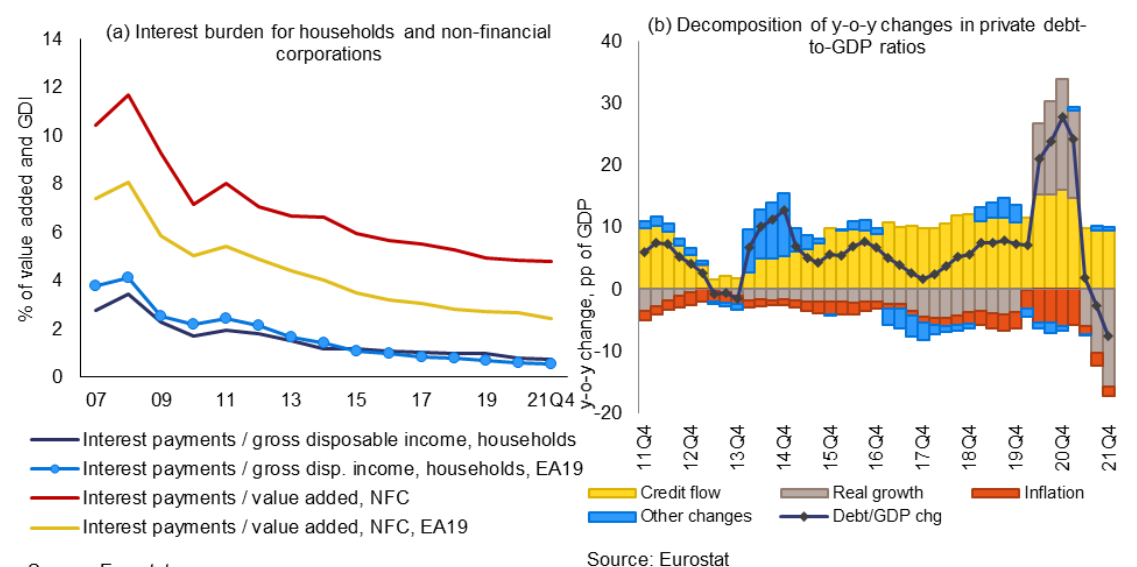 (a) Interest burden for households and non-financial
corporations
% of value added and GDI
14
12
10
8
6
4
2
0
07 09 11 13 15 17 19 21Q4
Interest payments / gross disposable income, households
Interest payments / gross disp. income, households, EA19
Interest payments / value added, NFC
Interest payments / value added, NFC, EA19
(b) Decomposition of y-o-y changes in private debt-
to-GDP ratios
y-o-y change, pp of GDP
40
30
20
10
0
-10
-20
11Q4 12Q4 13Q4 14Q4 15Q4 16Q4 17Q4 18Q4 19Q4 20Q4 21Q4
Credit flow Real growth Inflation
Other changes Debt/GDP chg
Source: Eurostat